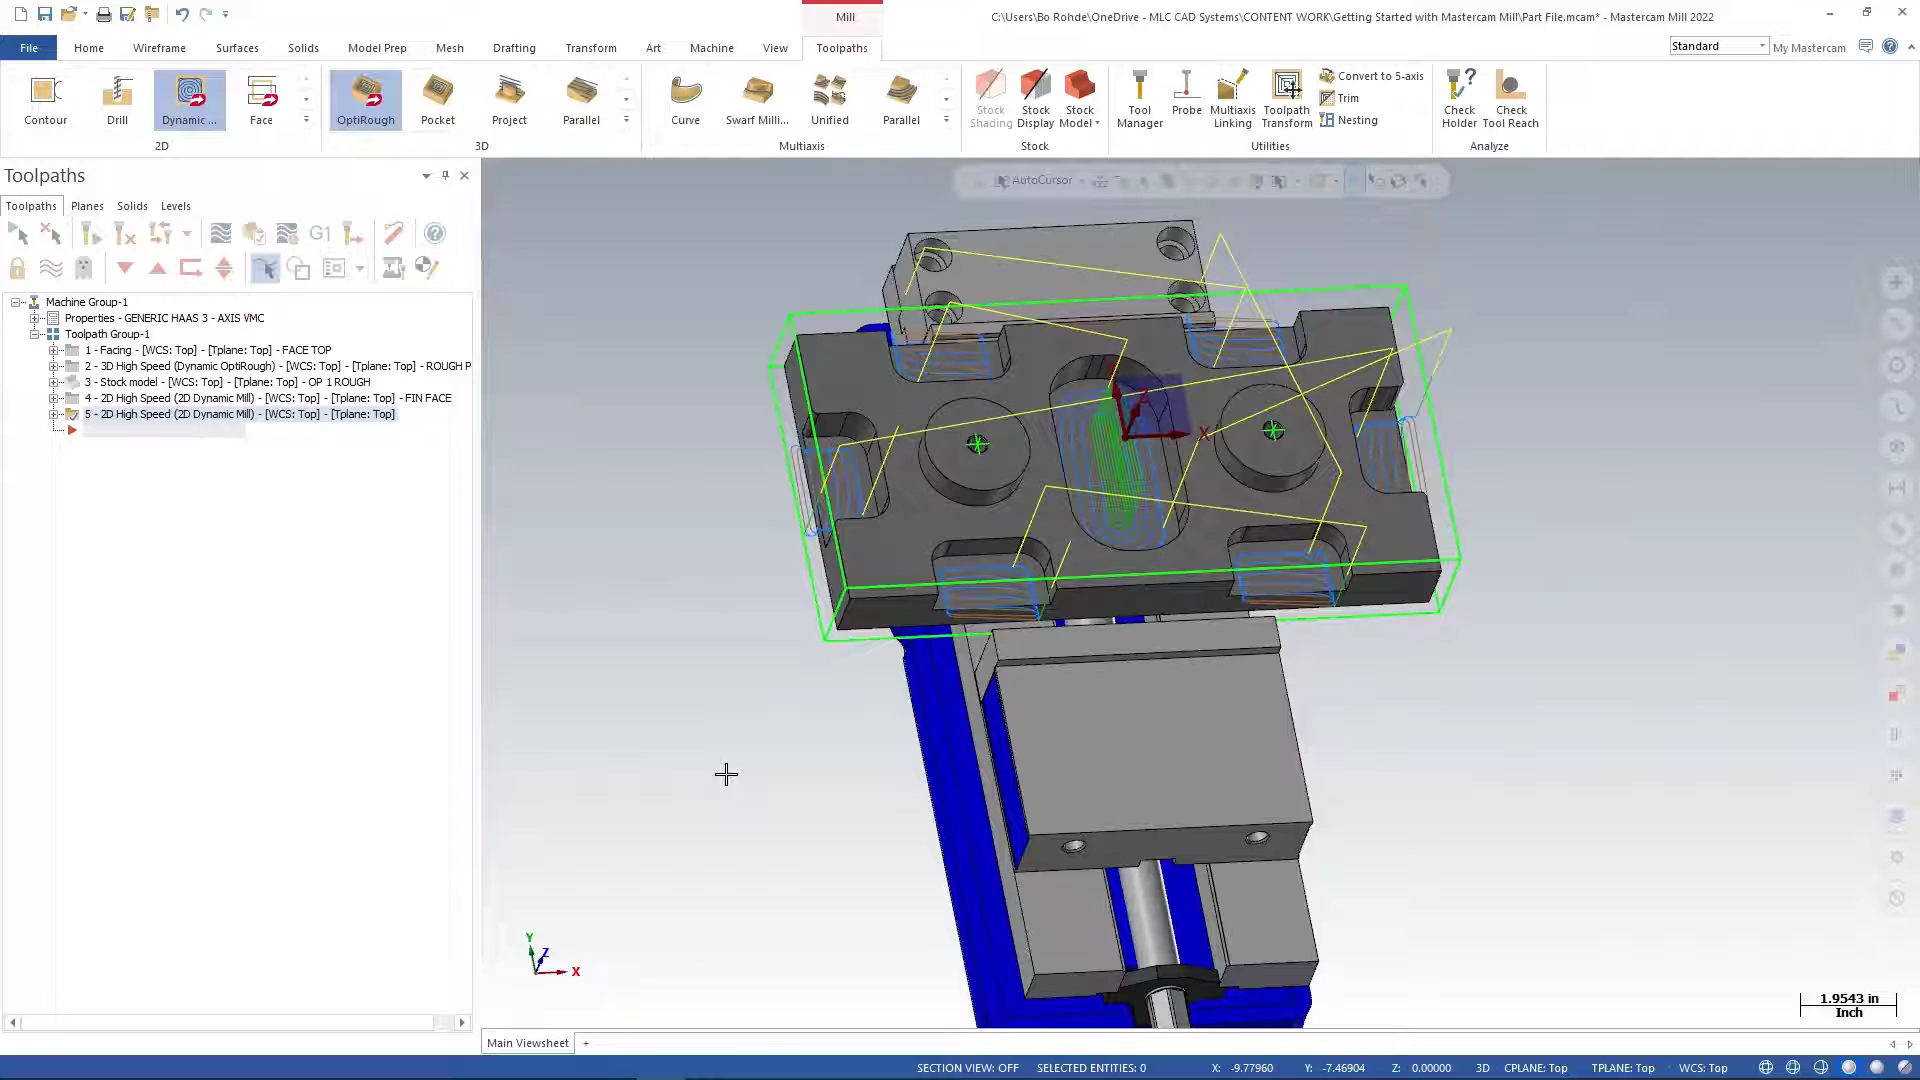 Mill
C:\Users\Bo Rohde\OneDrive - MLC CAD Systems\CONTENT WORK\Getting Started with Mastercam Mill\Part File.mcam* - Mastercam Mill 2022
File Home Wireframe Surfaces Solids Model Prep Mesh Drafting Transform Art Machine View Toolpaths Standard My Mastercam
Contour Drill Dynamic ... Face OptiRough Pocket Project Parallel Curve Swarf Milli... Unified Parallel
Stock Shading Stock Display Stock Model Tool Manager Probe Multiaxis Linking Toolpath Transform
Convert to 5-axis
Trim
Nesting
Check Holder Check Tool Reach
2D 3D Multiaxis Stock Utilities Analyze
Toolpaths
AutoCursor
Toolpaths Planes Solids Levels
G1
Machine Group-1
Properties - GENERIC HAAS 3 - AXIS VMC
Toolpath Group-1
1 - Facing - [WCS: Top] - [Tplane: Top] - FACE TOP
2 - 3D High Speed (Dynamic OptiRough) - [WCS: Top] - [Tplane: Top] - ROUGH P
3 - Stock model - [WCS: Top] - [Tplane: Top] - OP 1 ROUGH
4 - 2D High Speed (2D Dynamic Mill) - [WCS: Top] - [Tplane: Top] - FIN FACE
5 - 2D High Speed (2D Dynamic Mill) - [WCS: Top] - [Tplane: Top]
X
Y
Z
X
1.9543 in
Inch
Main Viewsheet +
SECTION VIEW: OFF SELECTED ENTITIES: 0 X: -9.77960 Y: -7.46904 Z: 0.00000 3D CPLANE: Top TPLANE: Top WCS: Top